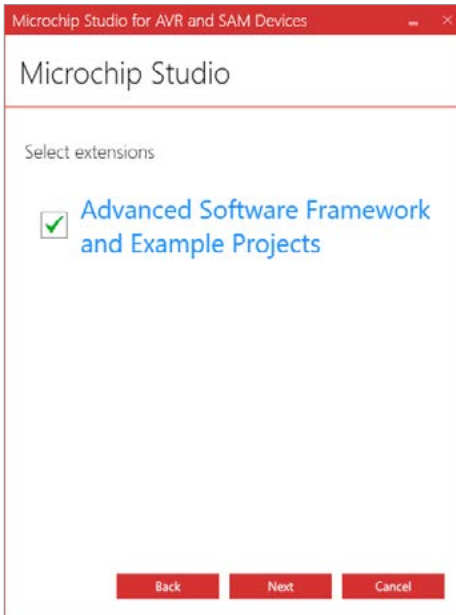 Microchip Studio for AVR and SAM Devices
Microchip Studio
Select extensions
Advanced Software Framework
and Example Projects
Back Next Cancel